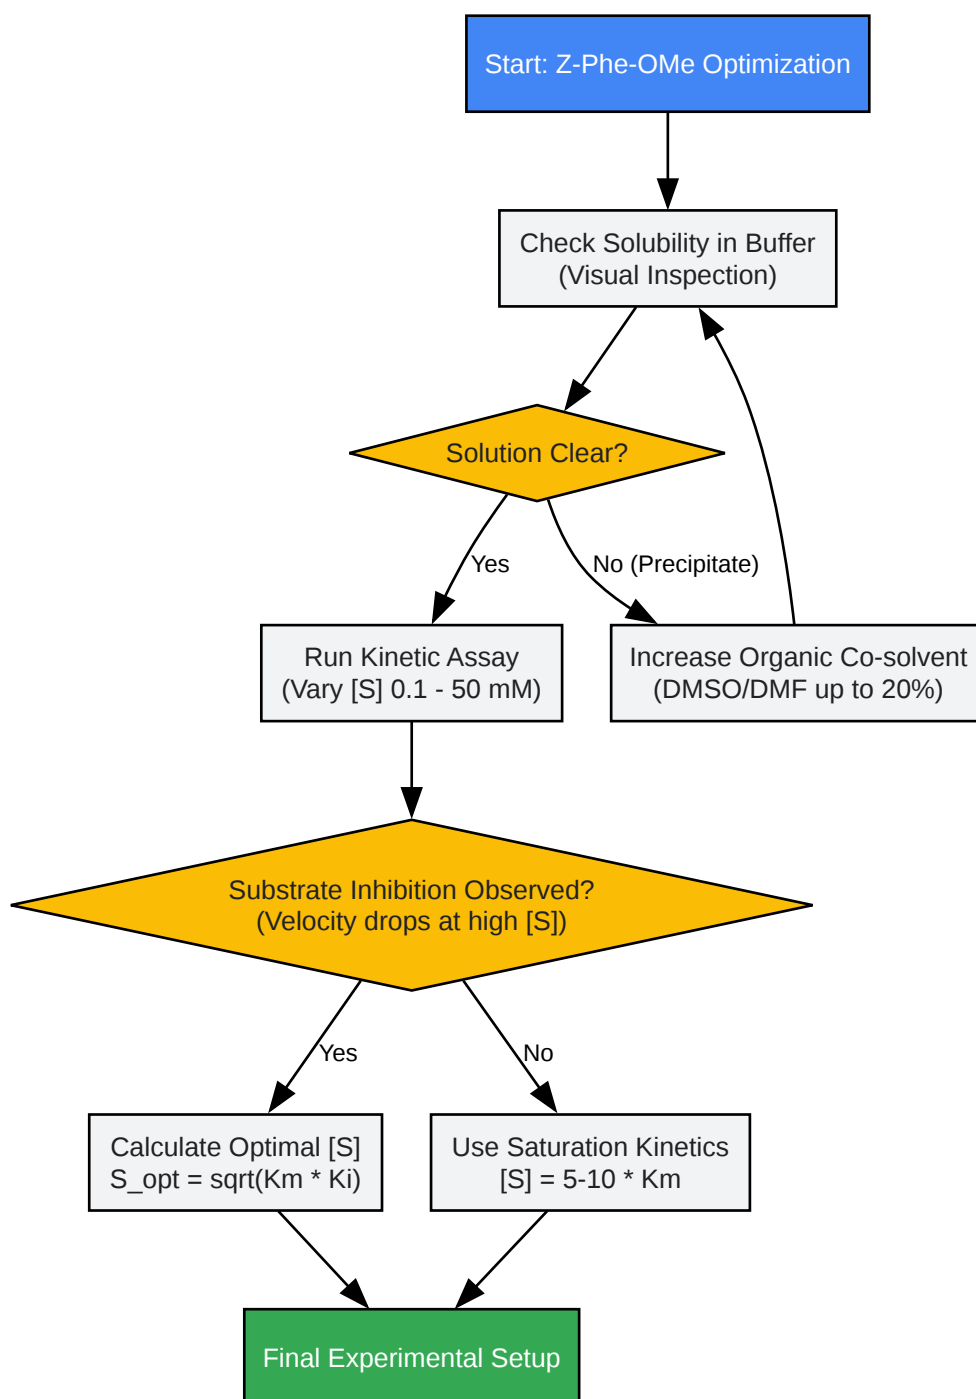 Start: Z-Phe-OMe Optimization
Check Solubility in Buffer
(Visual Inspection)
Solution Clear?
Yes
No (Precipitate)
Run Kinetic Assay
(Vary [S] 0.1 - 50 mM)
Increase Organic Co-solvent
(DMSO/DMF up to 20%)
Substrate Inhibition Observed?
(Velocity drops at high [S])
Yes
No
Calculate Optimal [S]
S_opt = sqrt(Km * Ki)
Use Saturation Kinetics
[S] = 5-10 * Km
Final Experimental Setup